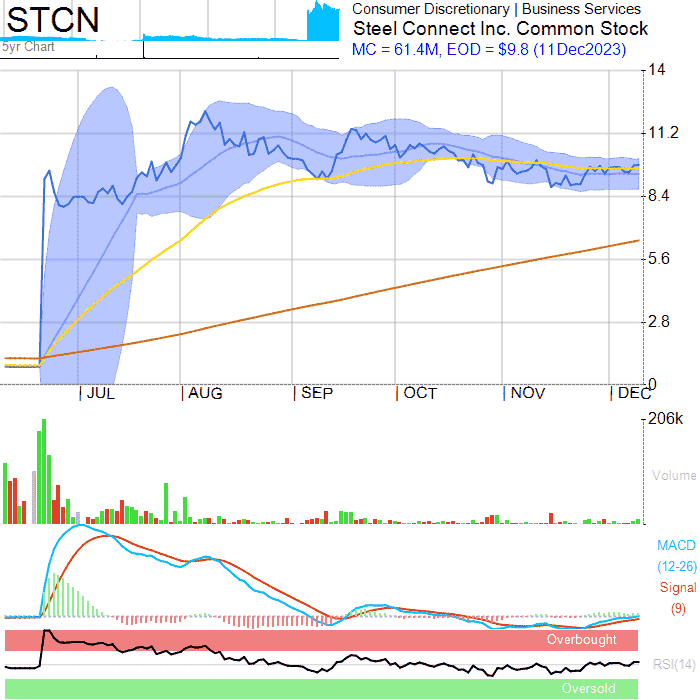 STCN
5yr Chart
Consumer Discretionary | Business Services
Steel Connect Inc. Common Stock
MC = 61.4M, EOD = $9.8 (11Dec2023)
14
11.2
8.4
5.6
2.8
0
JUL AUG SEP OCT NOV DEC
206k
Volume
MACD
(12-26)
Signal
(9)
Overbought
RSI(14)
Oversold